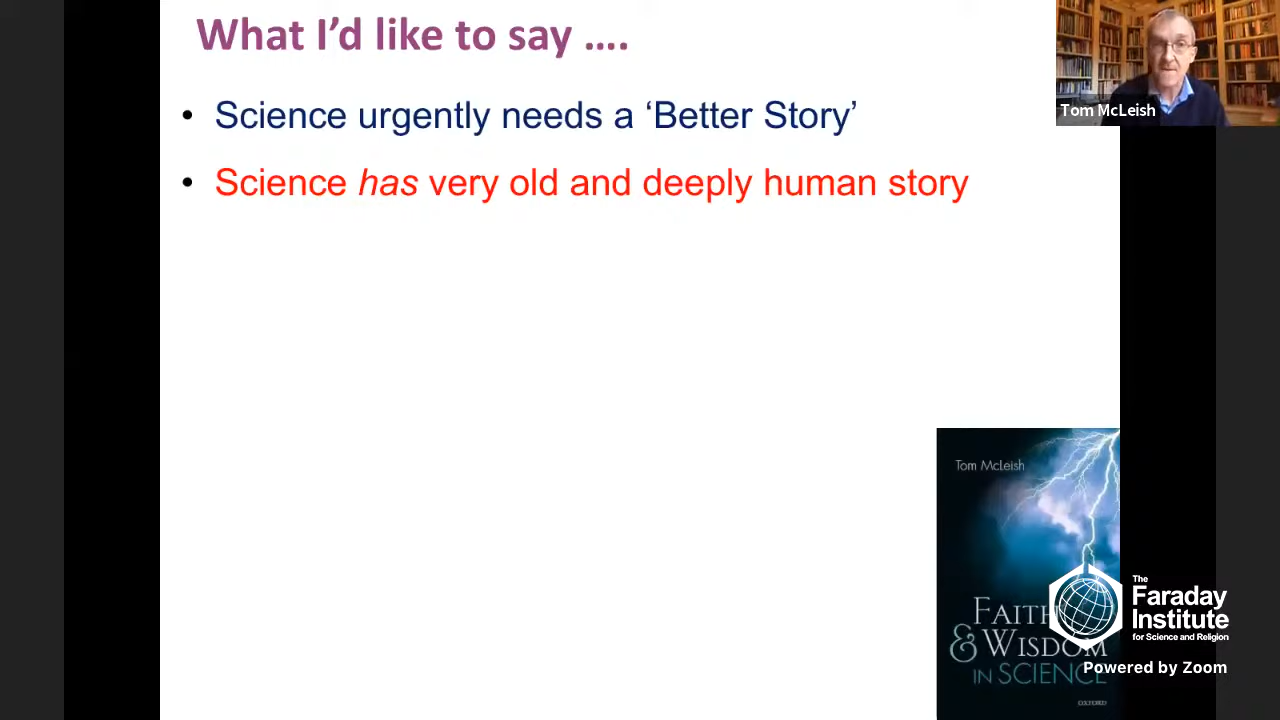 What I'd like to say ....
• Science urgently needs a 'Better Story'
• Science has very old and deeply human story
Tom McLeish
Tom McLeish
FAITH
& WISDOM
IN SCIENCE
OXFORD
The
Faraday
Institute
for Science and Religion
Powered by Zoom